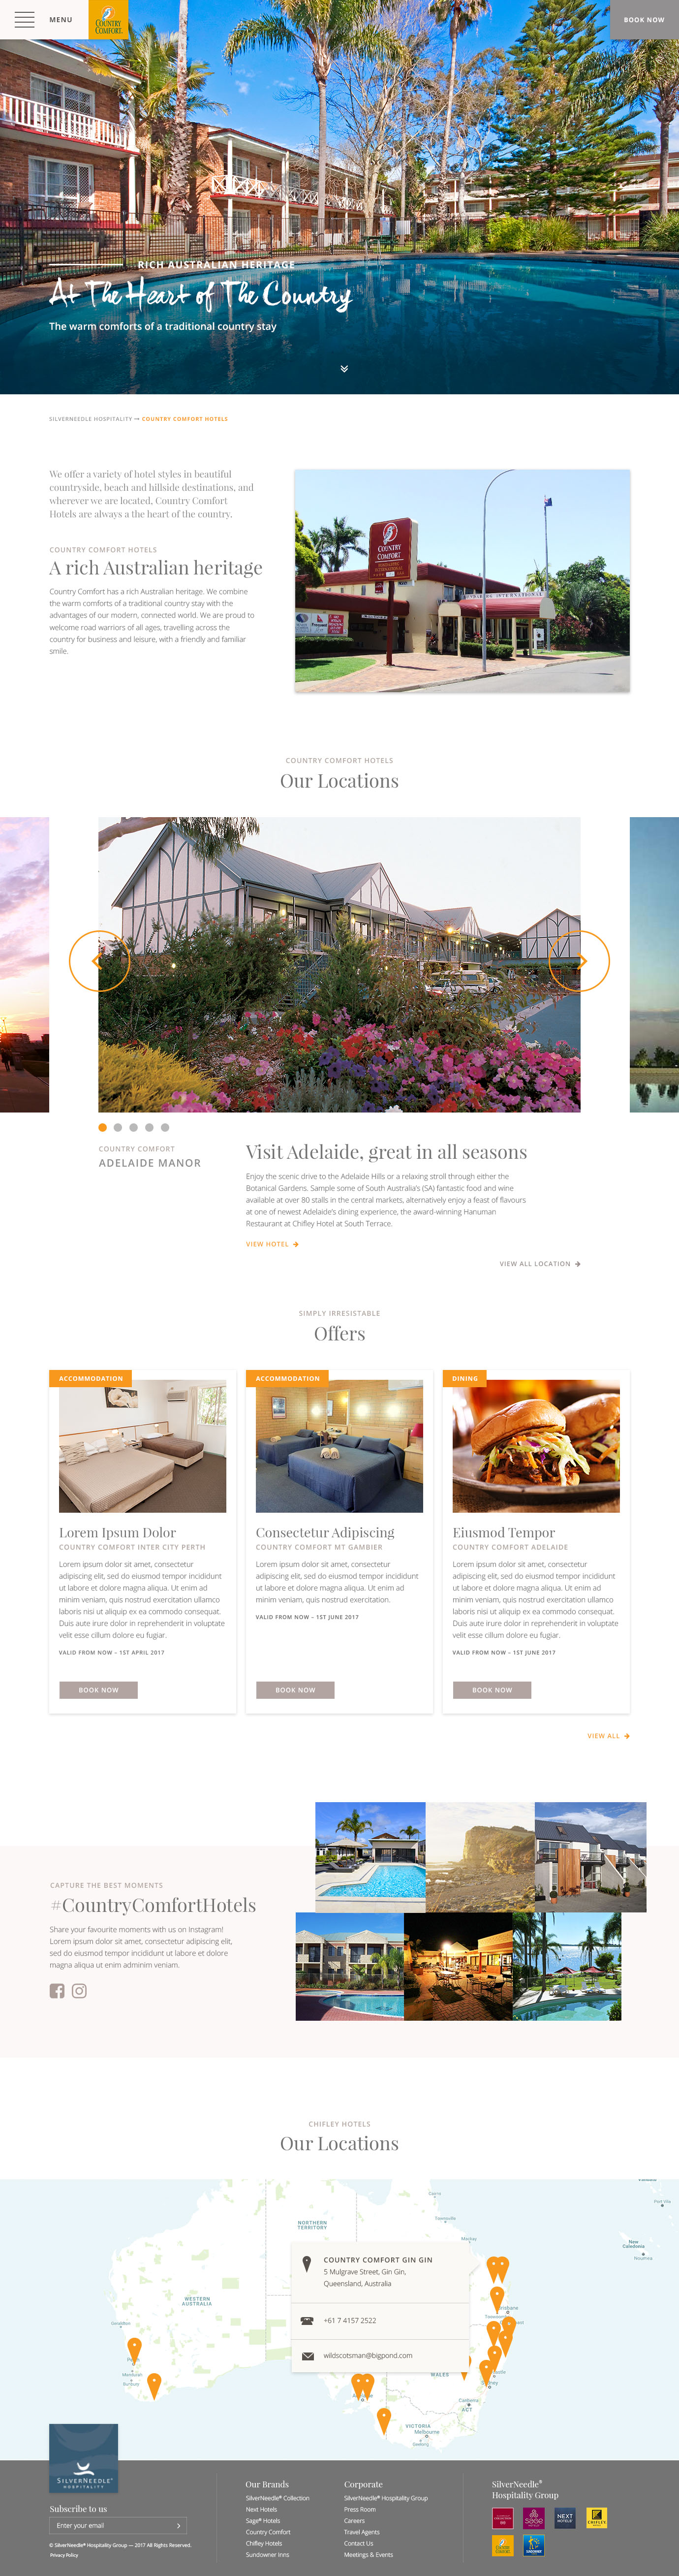 MENU
COUNTRY
COMFORT
BOOK NOW
RICH AUSTRALIAN HERITAGE
At The Heart of The Country
The warm comforts of a traditional country stay
SILVERNEEDLE HOSPITALITY → COUNTRY COMFORT HOTELS
We offer a variety of hotel styles in beautiful
countryside, beach and hillside destinations, and
wherever we are located, Country Comfort
Hotels are always a the heart of the country.
COUNTRY COMFORT HOTELS
A rich Australian heritage
Country Comfort has a rich Australian heritage. We combine
the warm comforts of a traditional country stay with the
advantages of our modern, connected world. We are proud to
welcome road warriors of all ages, travelling across the
country for business and leisure, with a friendly and familiar
smile.
COUNTRY
COMFORT
COUNTRY COMFORT HOTELS
Our Locations
COUNTRY COMFORT
ADELAIDE MANOR
Visit Adelaide, great in all seasons
Enjoy the scenic drive to the Adelaide Hills or a relaxing stroll through either the
Botanical Gardens. Sample some of South Australia's (SA) fantastic food and wine
available at over 80 stalls in the central markets, alternatively enjoy a feast of flavours
at one of newest Adelaide's dining experience, the award-winning Hanuman
Restaurant at Chifley Hotel at South Terrace.
VIEW HOTEL →
VIEW ALL LOCATION →
SIMPLY IRRESISTABLE
Offers
ACCOMMODATION
Lorem Ipsum Dolor
COUNTRY COMFORT INTER CITY PERTH
Lorem ipsum dolor sit amet, consectetur
adipiscing elit, sed do eiusmod tempor incididunt
ut labore et dolore magna aliqua. Ut enim ad
minim veniam, quis nostrud exercitation ullamco
laboris nisi ut aliquip ex ea commodo consequat.
Duis aute irure dolor in reprehenderit in voluptate
velit esse cillum dolore eu fugiar.
VALID FROM NOW – 1ST APRIL 2017
BOOK NOW
ACCOMMODATION
Consectetur Adipiscing
COUNTRY COMFORT MT GAMBIER
Lorem ipsum dolor sit amet, consectetur
adipiscing elit, sed do eiusmod tempor incididunt
ut labore et dolore magna aliqua. Ut enim ad
minim veniam, quis nostrud exercitation.
VALID FROM NOW – 1ST JUNE 2017
BOOK NOW
DINING
Eiusmod Tempor
COUNTRY COMFORT ADELAIDE
Lorem ipsum dolor sit amet, consectetur
adipiscing elit, sed do eiusmod tempor incididunt
ut labore et dolore magna aliqua. Ut enim ad
minim veniam, quis nostrud exercitation ullamco
laboris nisi ut aliquip ex ea commodo consequat.
Duis aute irure dolor in reprehenderit in voluptate
velit esse cillum dolore eu fugiar.
VALID FROM NOW – 1ST JUNE 2017
BOOK NOW
VIEW ALL →
CAPTURE THE BEST MOMENTS
#CountryComfortHotels
Share your favourite moments with us on Instagram!
Lorem ipsum dolor sit amet, consectetur adipiscing elit,
sed do eiusmod tempor incididunt ut labore et dolore
magna aliqua ut enim adminim veniam.
CHIFLEY HOTELS
Our Locations
Cairns
Townsville
Mackay
Port Vila
New
Caledonia
Nouméa
NORTHERN
TERRITORY
WESTERN
AUSTRALIA
Geraldton
Mandurah
Bunbury
WALES
Canberra
ACT
VICTORIA
Melbourne
Geelong
COUNTRY COMFORT GIN GIN
5 Mulgrave Street, Gin Gin,
Queensland, Australia
+61 7 4157 2522
wildscotsman@bigpond.com
SILVERNEEDLE
HOSPITALITY
Subscribe to us
Enter your email
© SilverNeedle® Hospitality Group — 2017 All Rights Reserved.
Privacy Policy
Our Brands
SilverNeedle® Collection
Next Hotels
Sage® Hotels
Country Comfort
Chifley Hotels
Sundowner Inns
Corporate
SilverNeedle® Hospitality Group
Press Room
Careers
Travel Agents
Contact Us
Meetings & Events
SilverNeedle®
Hospitality Group
sage
NEXT
HOTELS
CHIFLEY